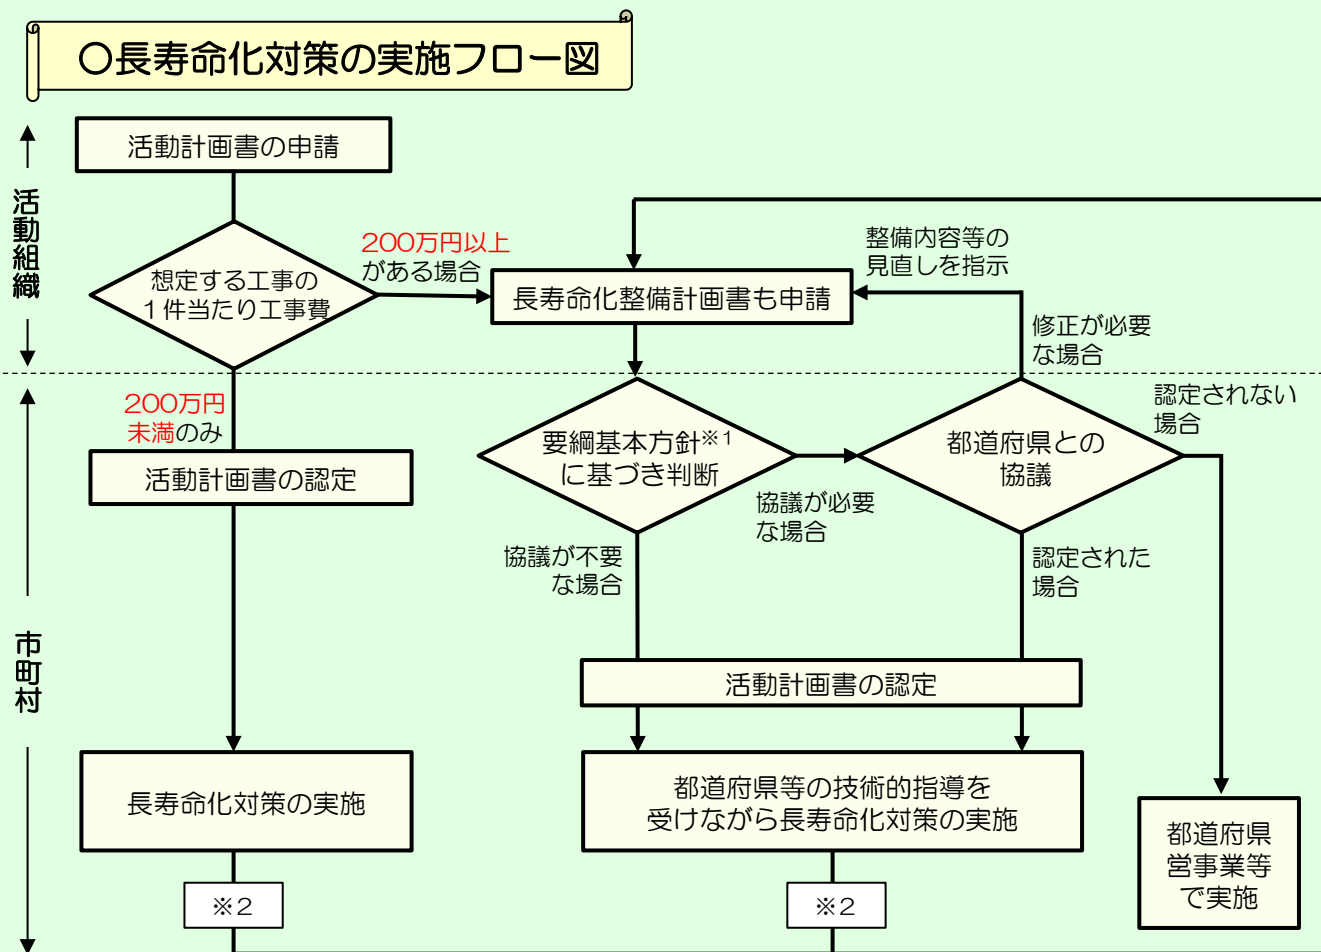 〇長寿命化対策の実施フロー図
活動組織
活動計画書の申請
想定する工事の
１件当たり工事費
200万円以上
がある場合
長寿命化整備計画書も申請
整備内容等の
見直しを指示
修正が必要
な場合
市町村
200万円
未満のみ
活動計画書の認定
要綱基本方針※1
に基づき判断
協議が必要
な場合
都道府県との
協議
認定されない
場合
協議が不要
な場合
認定された
場合
活動計画書の認定
長寿命化対策の実施
都道府県等の技術的指導を
受けながら長寿命化対策の実施
都道府県
営事業等
で実施
※2
※2